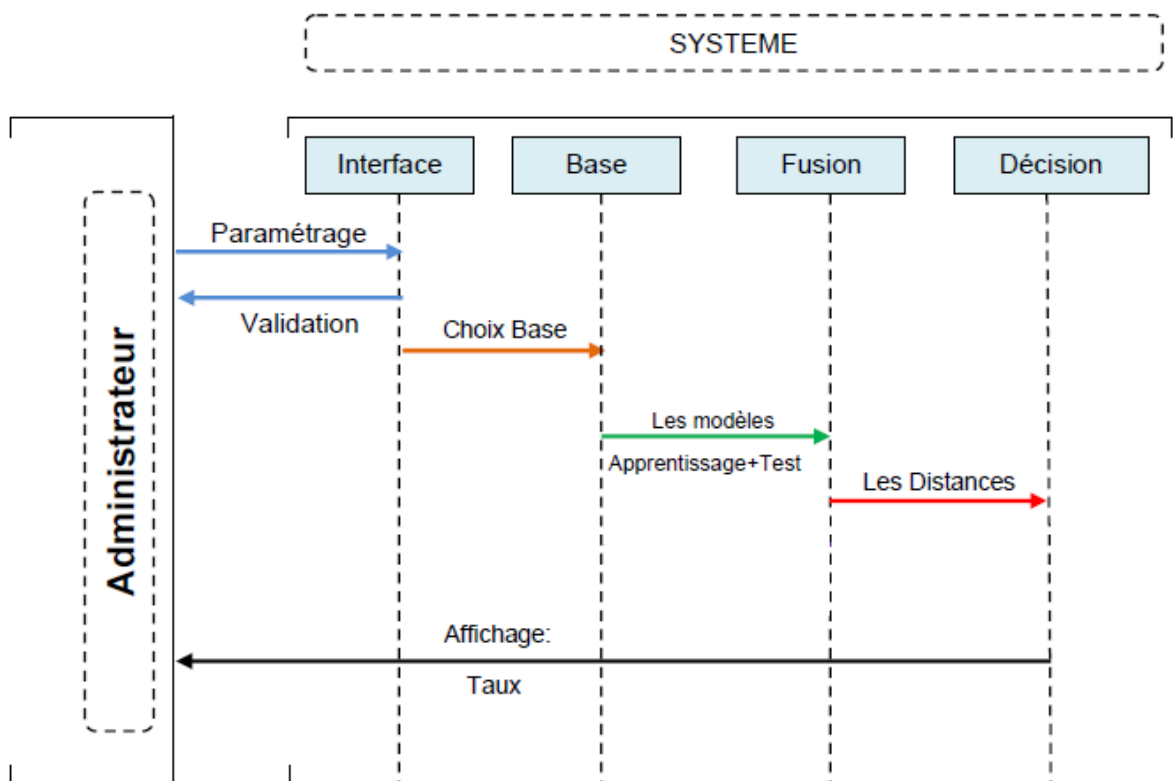 SYSTEME
Interface
Base
Fusion
Décision
Paramétrage
Validation
Choix Base
Les modèles
Apprentissage+Test
Les Distances
Administrateur
Affichage:
Taux